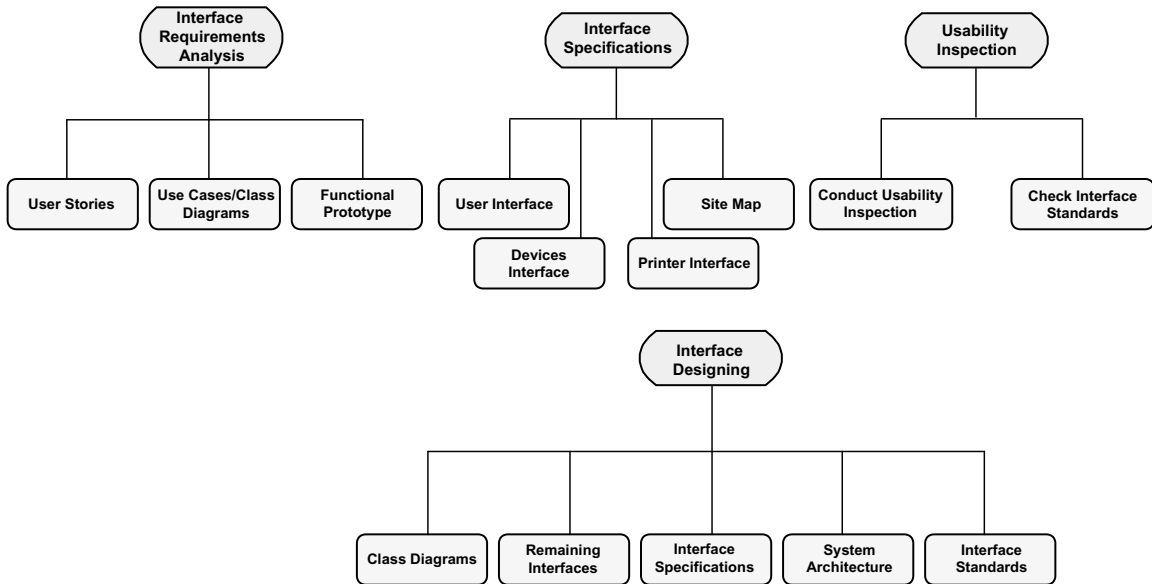 Interface
Requirements
Analysis
Interface
Specifications
Usability
Inspection
User Stories
Use Cases/Class
Diagrams
Functional
Prototype
User Interface
Site Map
Conduct Usability
Inspection
Check Interface
Standards
Devices
Interface
Printer Interface
Interface
Designing
Class Diagrams
Remaining
Interfaces
Interface
Specifications
System
Architecture
Interface
Standards